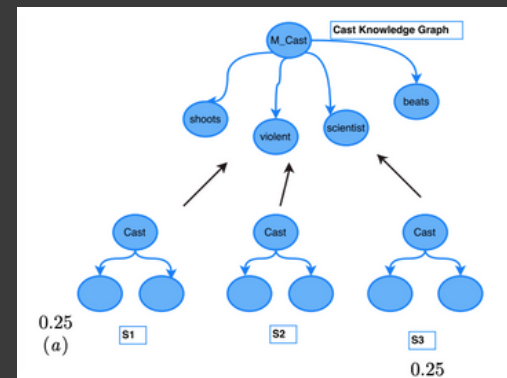 M_Cast
Cast Knowledge Graph
shoots
violent
scientist
beats
Cast
Cast
Cast
0.25
(a)
S1
S2
S3
0.25